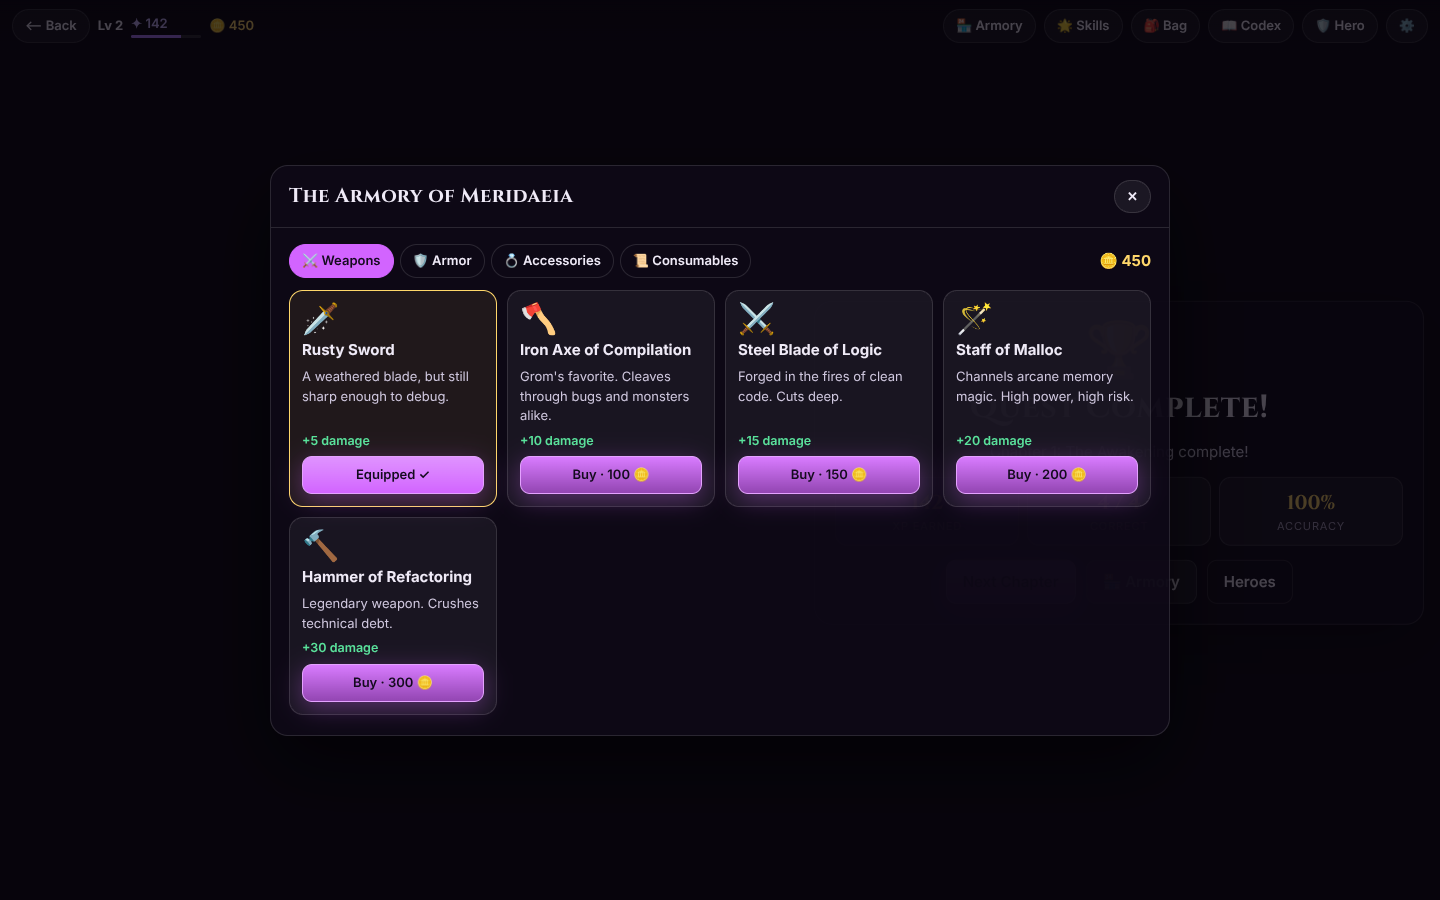 ← Back Lv 2 ✦ 142 🪙 450 Armory Skills Bag Codex Hero
The Armory of Meridaeia ×
Weapons Armor Accessories Consumables 🪙 450
Rusty Sword
A weathered blade, but still
sharp enough to debug.
+5 damage
Equipped ✓
Iron Axe of Compilation
Grom's favorite. Cleaves
through bugs and monsters
alike.
+10 damage
Buy · 100 🪙
Steel Blade of Logic
Forged in the fires of clean
code. Cuts deep.
+15 damage
Buy · 150 🪙
Staff of Malloc
Channels arcane memory
magic. High power, high risk.
+20 damage
Buy · 200 🪙
Hammer of Refactoring
Legendary weapon. Crushes
technical debt.
+30 damage
Buy · 300 🪙
Quest Complete!
complete!
100%
ACCURACY
Armory Heroes